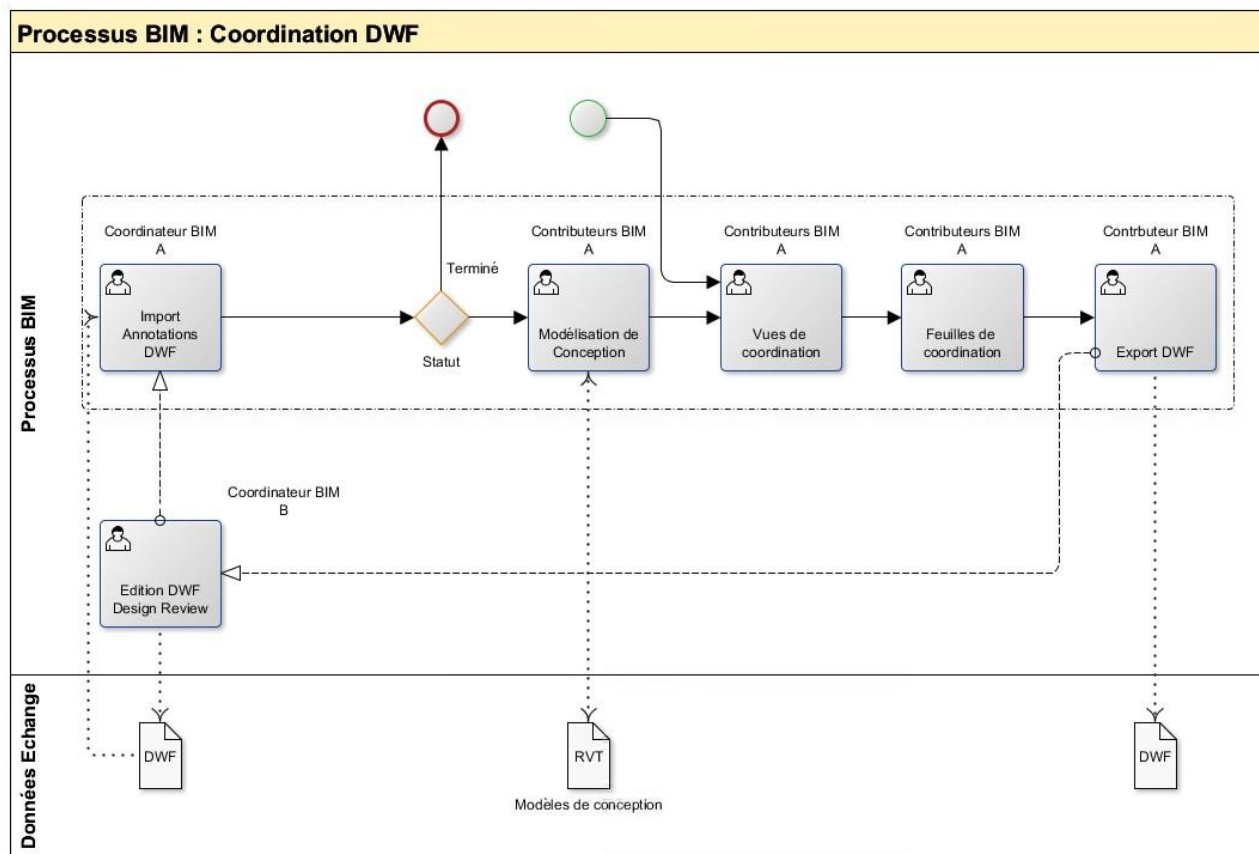 Processus BIM : Coordination DWF
Processus BIM
Coordinateur BIM
A
Import
Annotations
DWF
Terminé
Statut
Contributeurs BIM
A
Modélisation de
Conception
Contributeurs BIM
A
Vues de
coordination
Contributeurs BIM
A
Feuilles de
coordination
Contrbuteur BIM
A
Export DWF
Coordinateur BIM
B
Edition DWF
Design Review
Données Echange
DWF
RVT
Modèles de conception
DWF